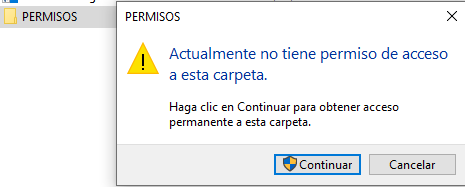 PERMISOS
PERMISOS
Actualmente no tiene permiso de acceso
a esta carpeta.
Haga clic en Continuar para obtener acceso
permanente a esta carpeta.
Continuar
Cancelar